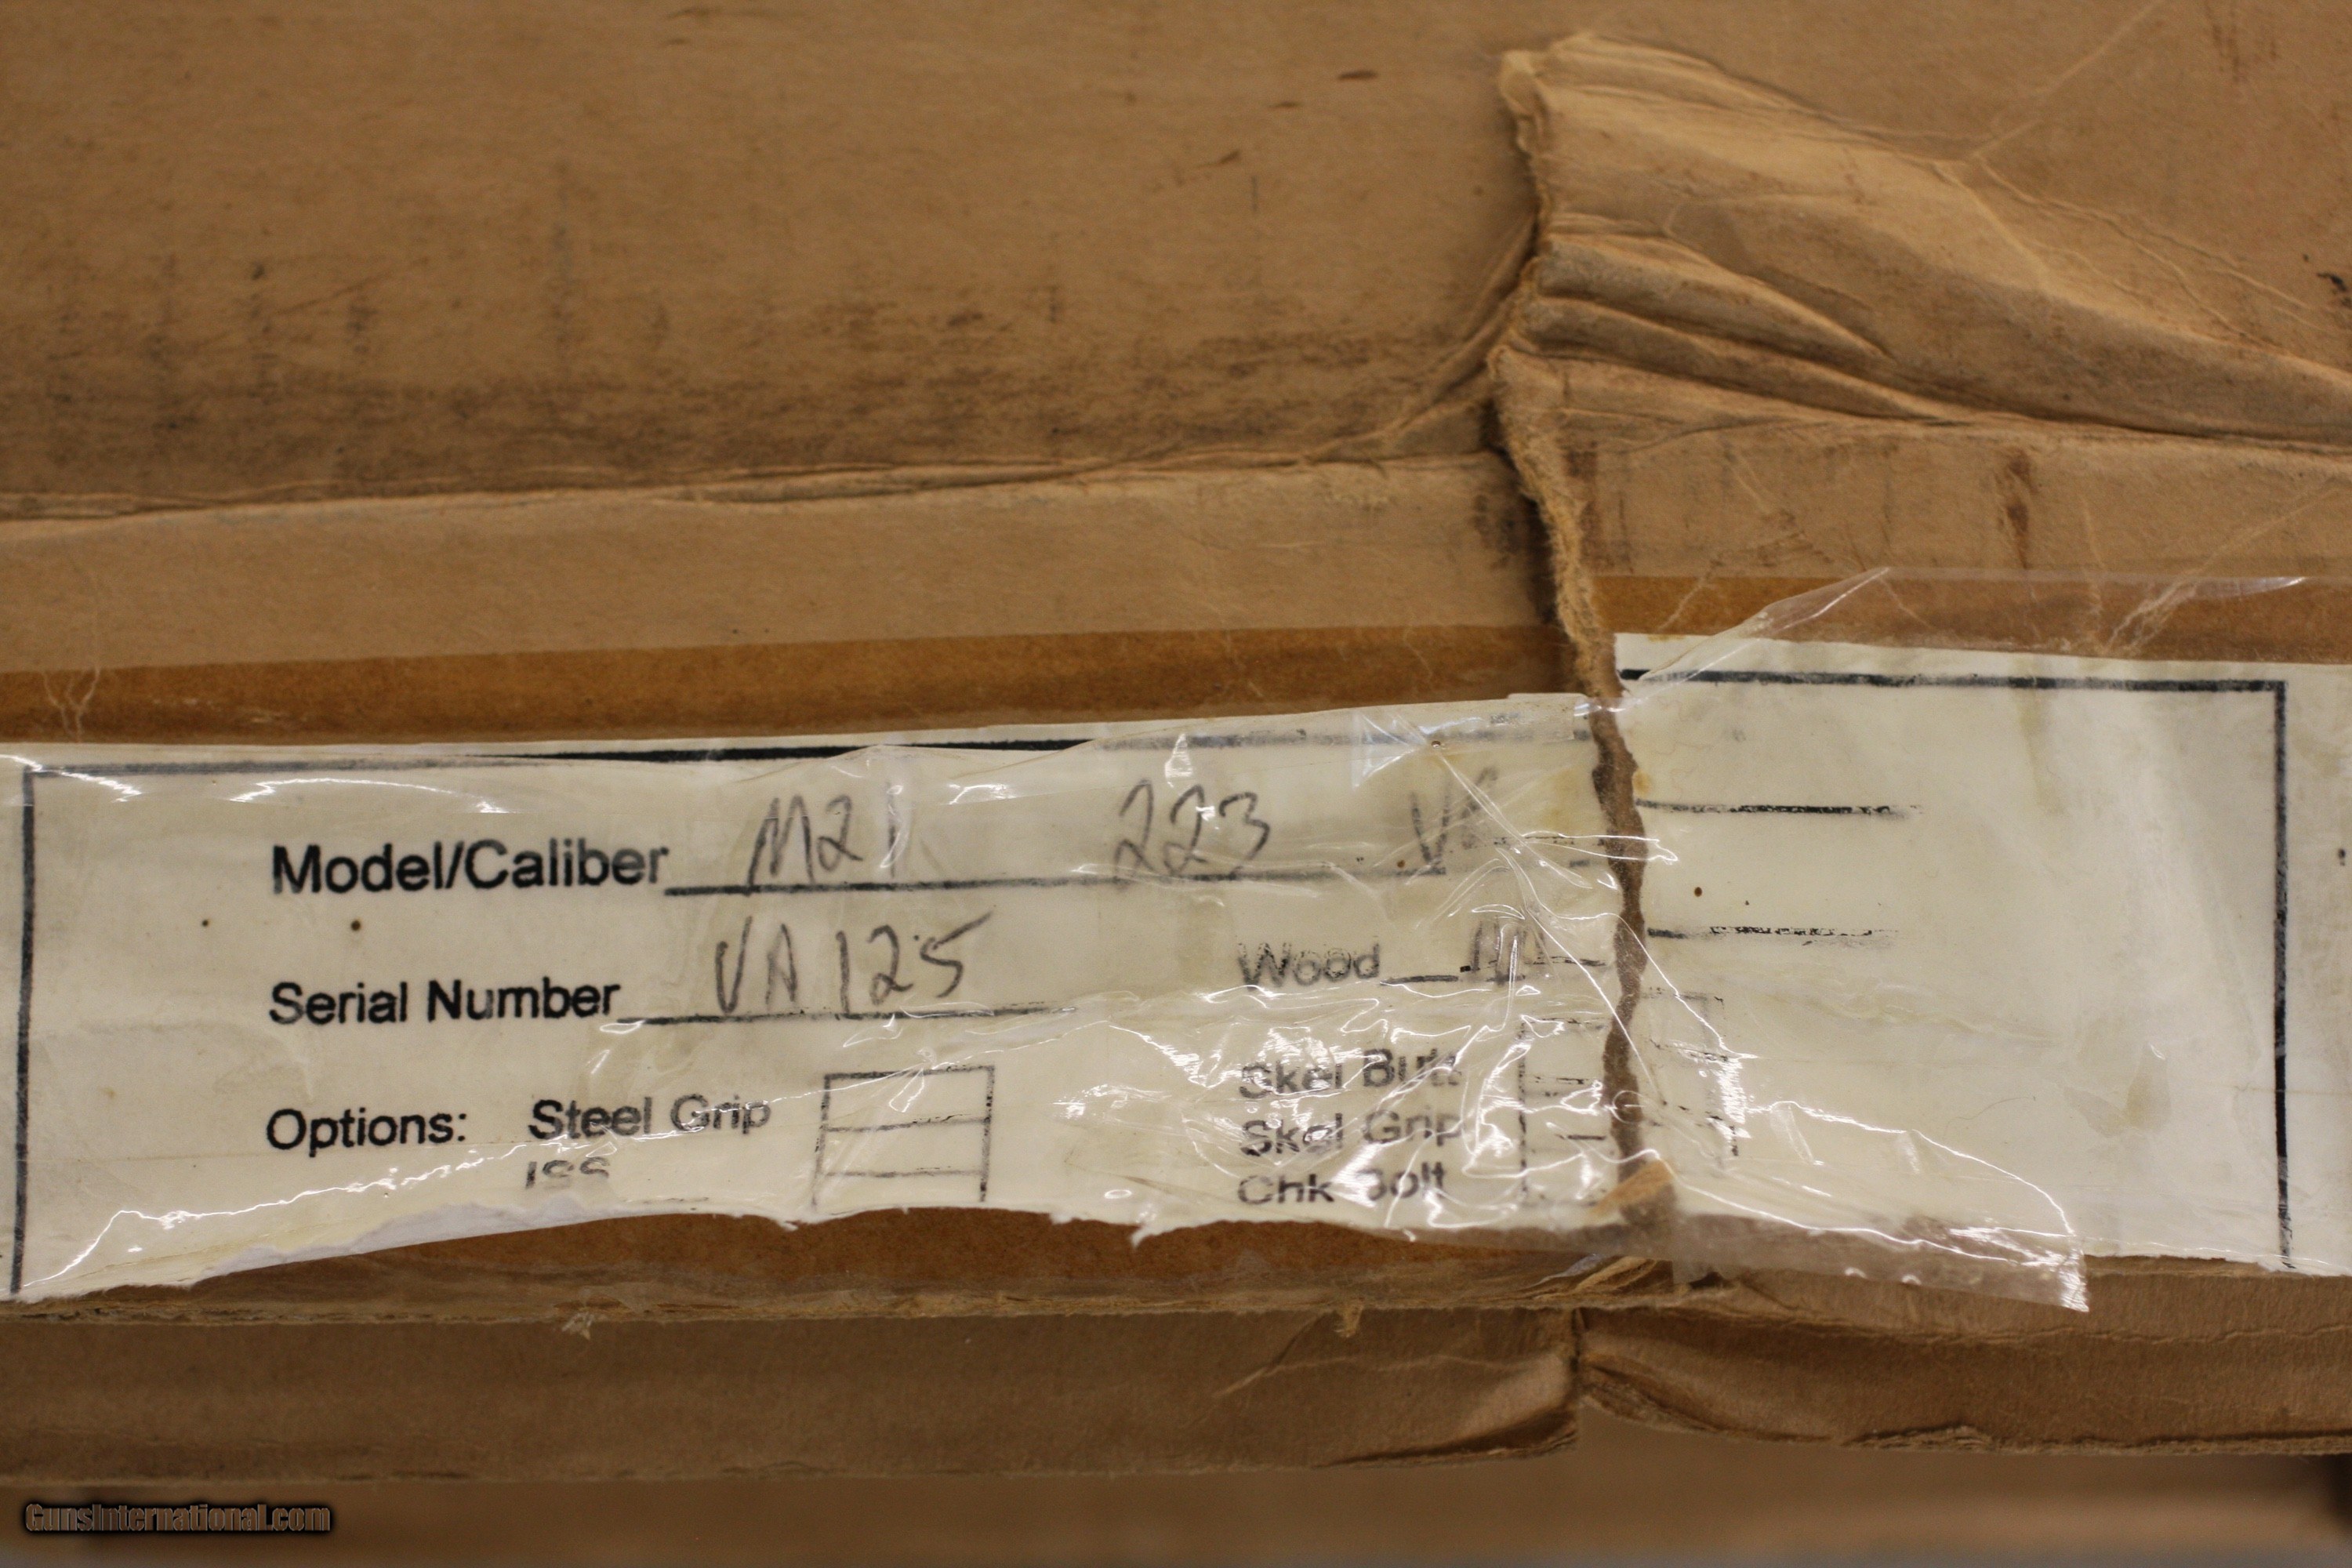 Model/Caliber M21 223
Serial Number VA125 Wood
Options: Steel Grip Skel Butt
Skel Grip
Chk Bolt
GunsInternational.com